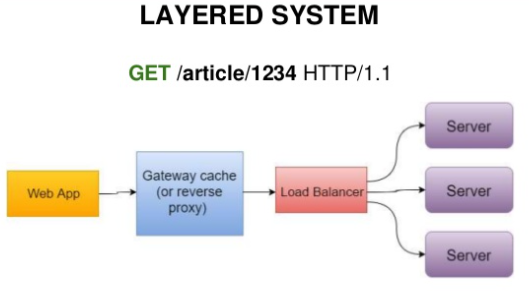 LAYERED SYSTEM
GET /article/1234 HTTP/1.1
Web App
Gateway cache
(or reverse
proxy)
Load Balancer
Server
Server
Server